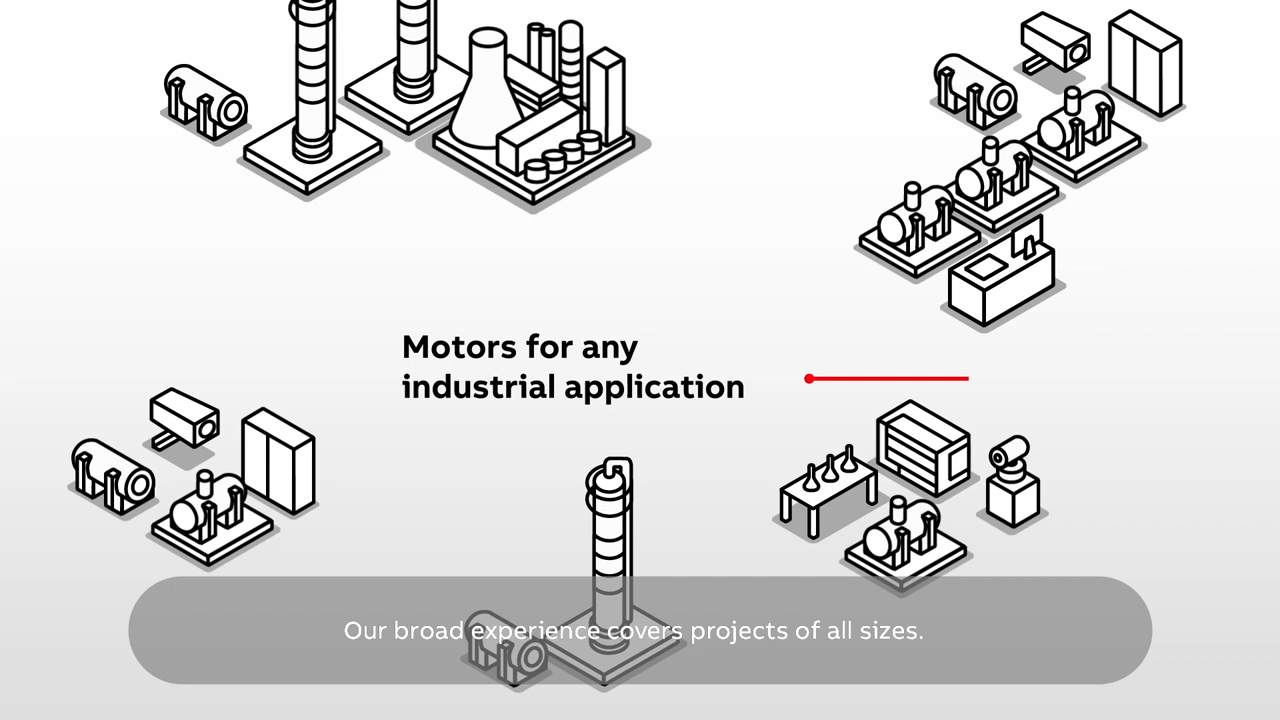 Motors for any
industrial application
Our broad experience covers projects of all sizes.